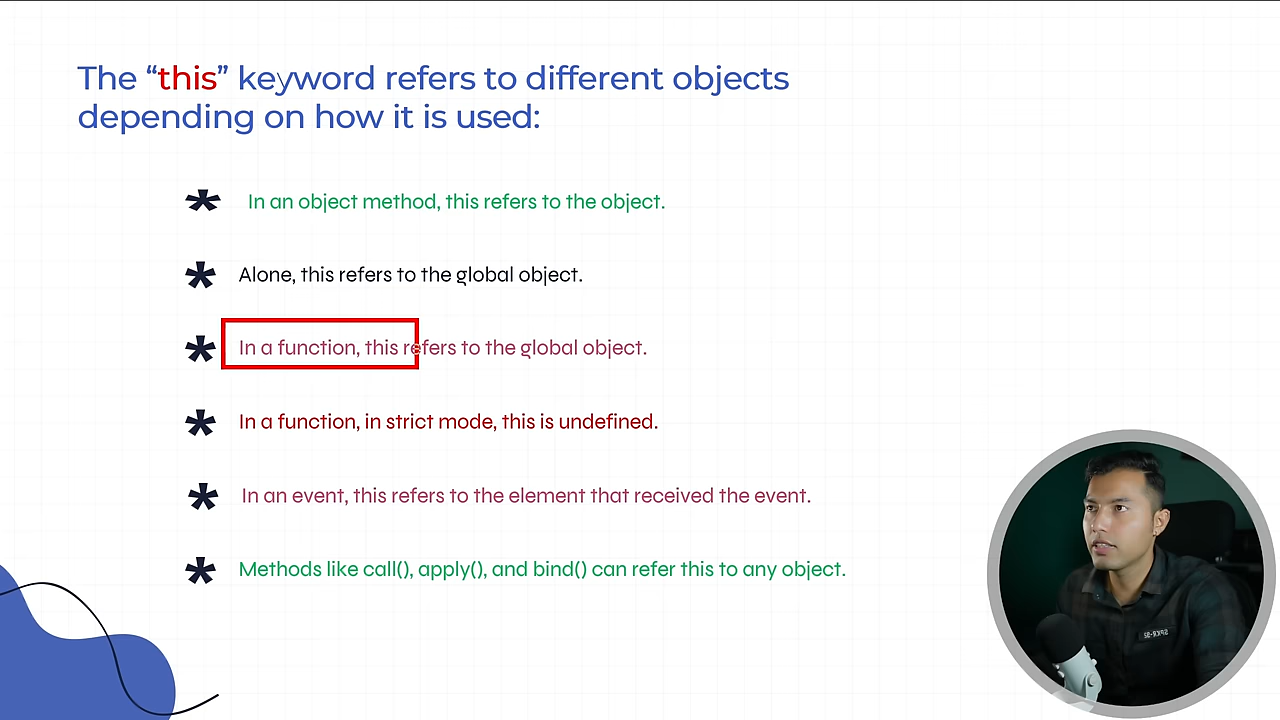 The “this” keyword refers to different objects
depending on how it is used:
* In an object method, this refers to the object.
* Alone, this refers to the global object.
* In a function, this refers to the global object.
* In a function, in strict mode, this is undefined.
* In an event, this refers to the element that received the event.
* Methods like call(), apply(), and bind() can refer this to any object.